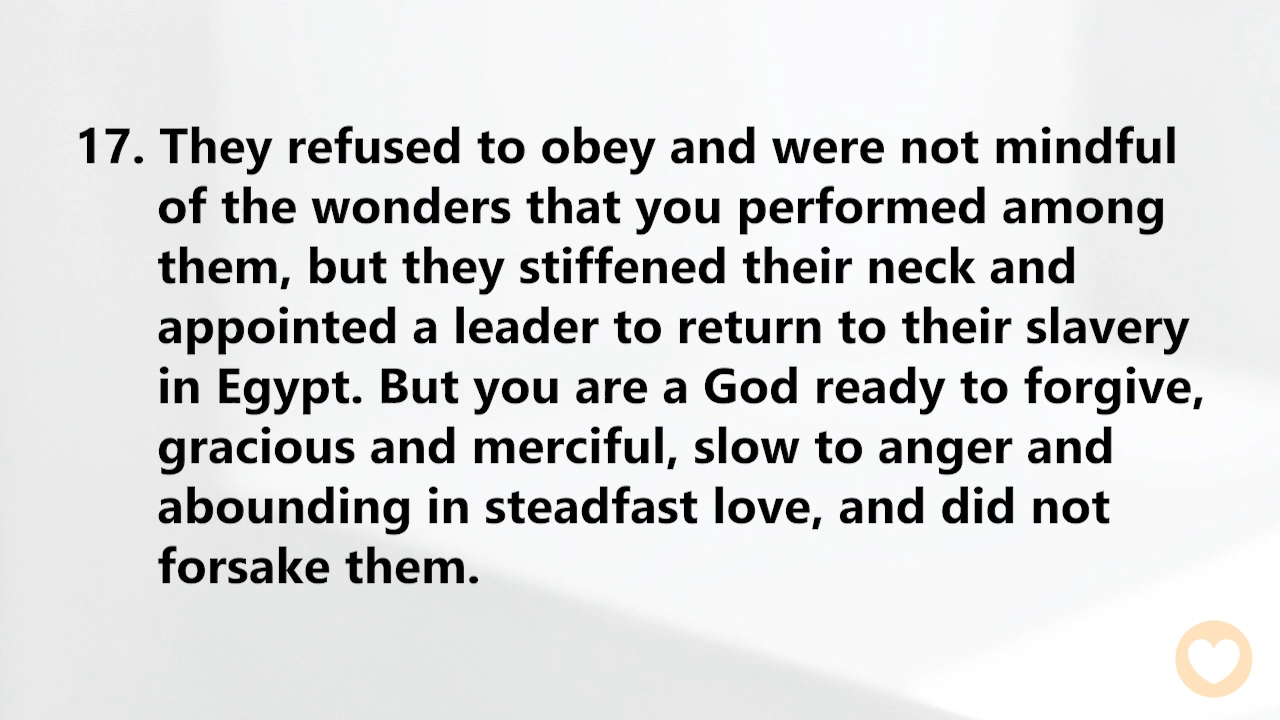 17. They refused to obey and were not mindful
of the wonders that you performed among
them, but they stiffened their neck and
appointed a leader to return to their slavery
in Egypt. But you are a God ready to forgive,
gracious and merciful, slow to anger and
abounding in steadfast love, and did not
forsake them.